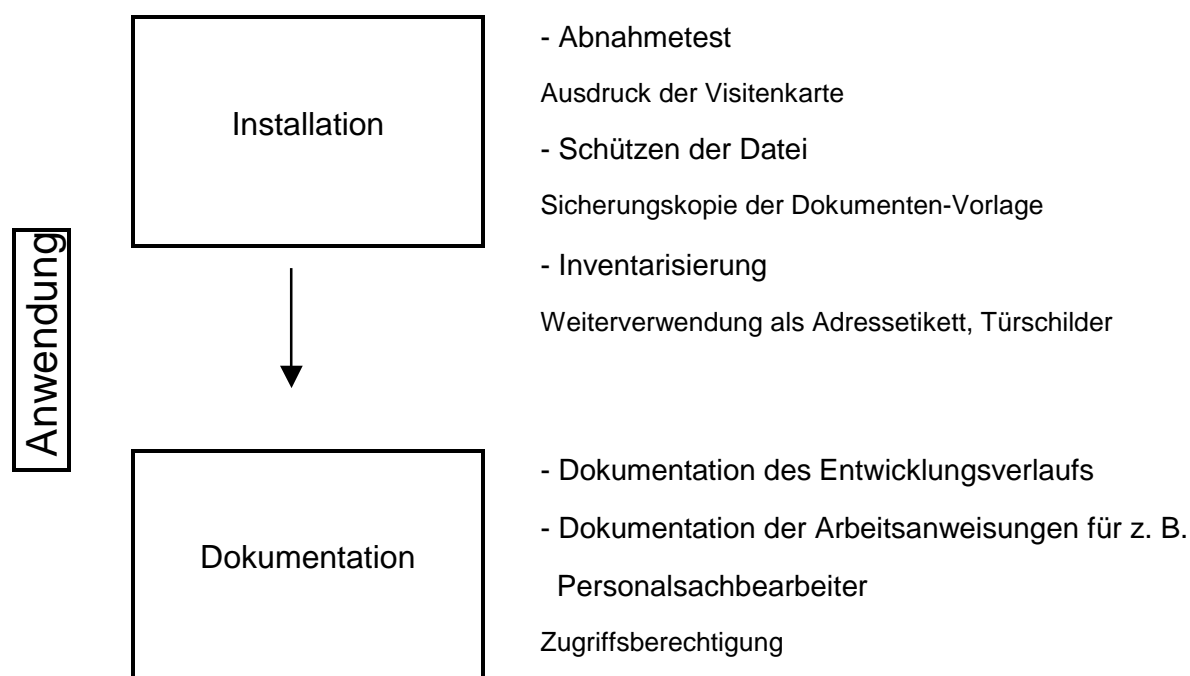 Anwendung
Installation
- Abnahmetest
Ausdruck der Visitenkarte
- Schützen der Datei
Sicherungskopie der Dokumenten-Vorlage
- Inventarisierung
Weiterverwendung als Adressetikett, Türschilder
Dokumentation
- Dokumentation des Entwicklungsverlaufs
- Dokumentation der Arbeitsanweisungen für z. B.
Personalsachbearbeiter
Zugriffsberechtigung